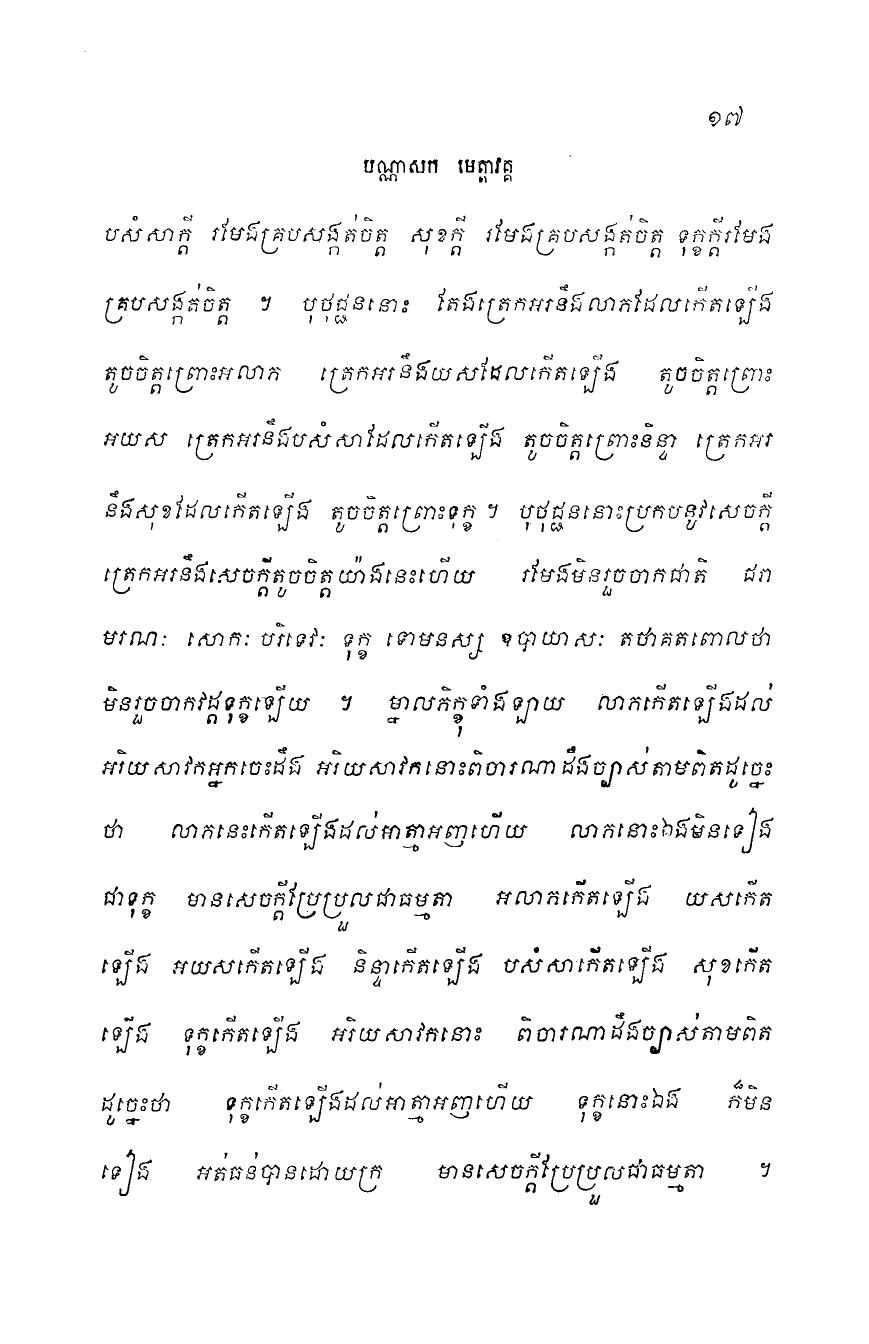 ១៧
បណ្ណាសក មេត្តាវគ្គ
បសំសាក្តី រមែងគ្របសង្កត់ចិត្ត សុខក្តី រមែងគ្របសង្កត់ចិត្ត ទុក្ខក្តីរមែង
គ្របសង្កត់ចិត្ត ។ បុថុជ្ជននោះ តែងត្រេកអរនឹងលាភដែលកើតឡើង
តូចចិត្តព្រោះអលាភ ត្រេកអរនឹងយសដែលកើតឡើង តូចចិត្តព្រោះ
អយស ត្រេកអរនឹងបសំសាដែលកើតឡើង តូចចិត្តព្រោះនិន្ទា ត្រេកអរ
នឹងសុខដែលកើតឡើង តូចចិត្តព្រោះទុក្ខ ។ បុថុជ្ជននោះប្រកបនូវសេចក្តី
ត្រេកអរនឹងសេចក្តីតូចចិត្តយ៉ាងនេះហើយ រមែងមិនរួចចាកជាតិ ជរា
មរណៈ សោកៈ បរិទេវៈ ទុក្ខ ទោមនស្ស ឧបាយាសៈ តថាគតពោលថា
មិនរួចចាកវដ្តទុក្ខឡើយ ។ ម្នាលភិក្ខុទាំងឡាយ លាភកើតឡើងដល់
អរិយសាវកអ្នកចេះដឹង អរិយសាវកនោះពិចារណាដឹងច្បាស់តាមពិតដូច្នេះ
ថា លាភនេះកើតឡើងដល់អាត្មាអញហើយ លាភនោះឯងមិនទៀង
ជាទុក្ខ មានសេចក្តីប្រែប្រួលជាធម្មតា អលាភកើតឡើង យសកើត
ឡើង អយសកើតឡើង និន្ទាកើតឡើង បសំសាកើតឡើង សុខកើត
ឡើង ទុក្ខកើតឡើង អរិយសាវកនោះ ពិចារណាដឹងច្បាស់តាមពិត
ដូច្នេះថា ទុក្ខកើតឡើងដល់អាត្មាអញហើយ ទុក្ខនោះឯង ក៏មិន
ទៀង អត់ធន់បានដោយក្រ មានសេចក្តីប្រែប្រួលជាធម្មតា ។